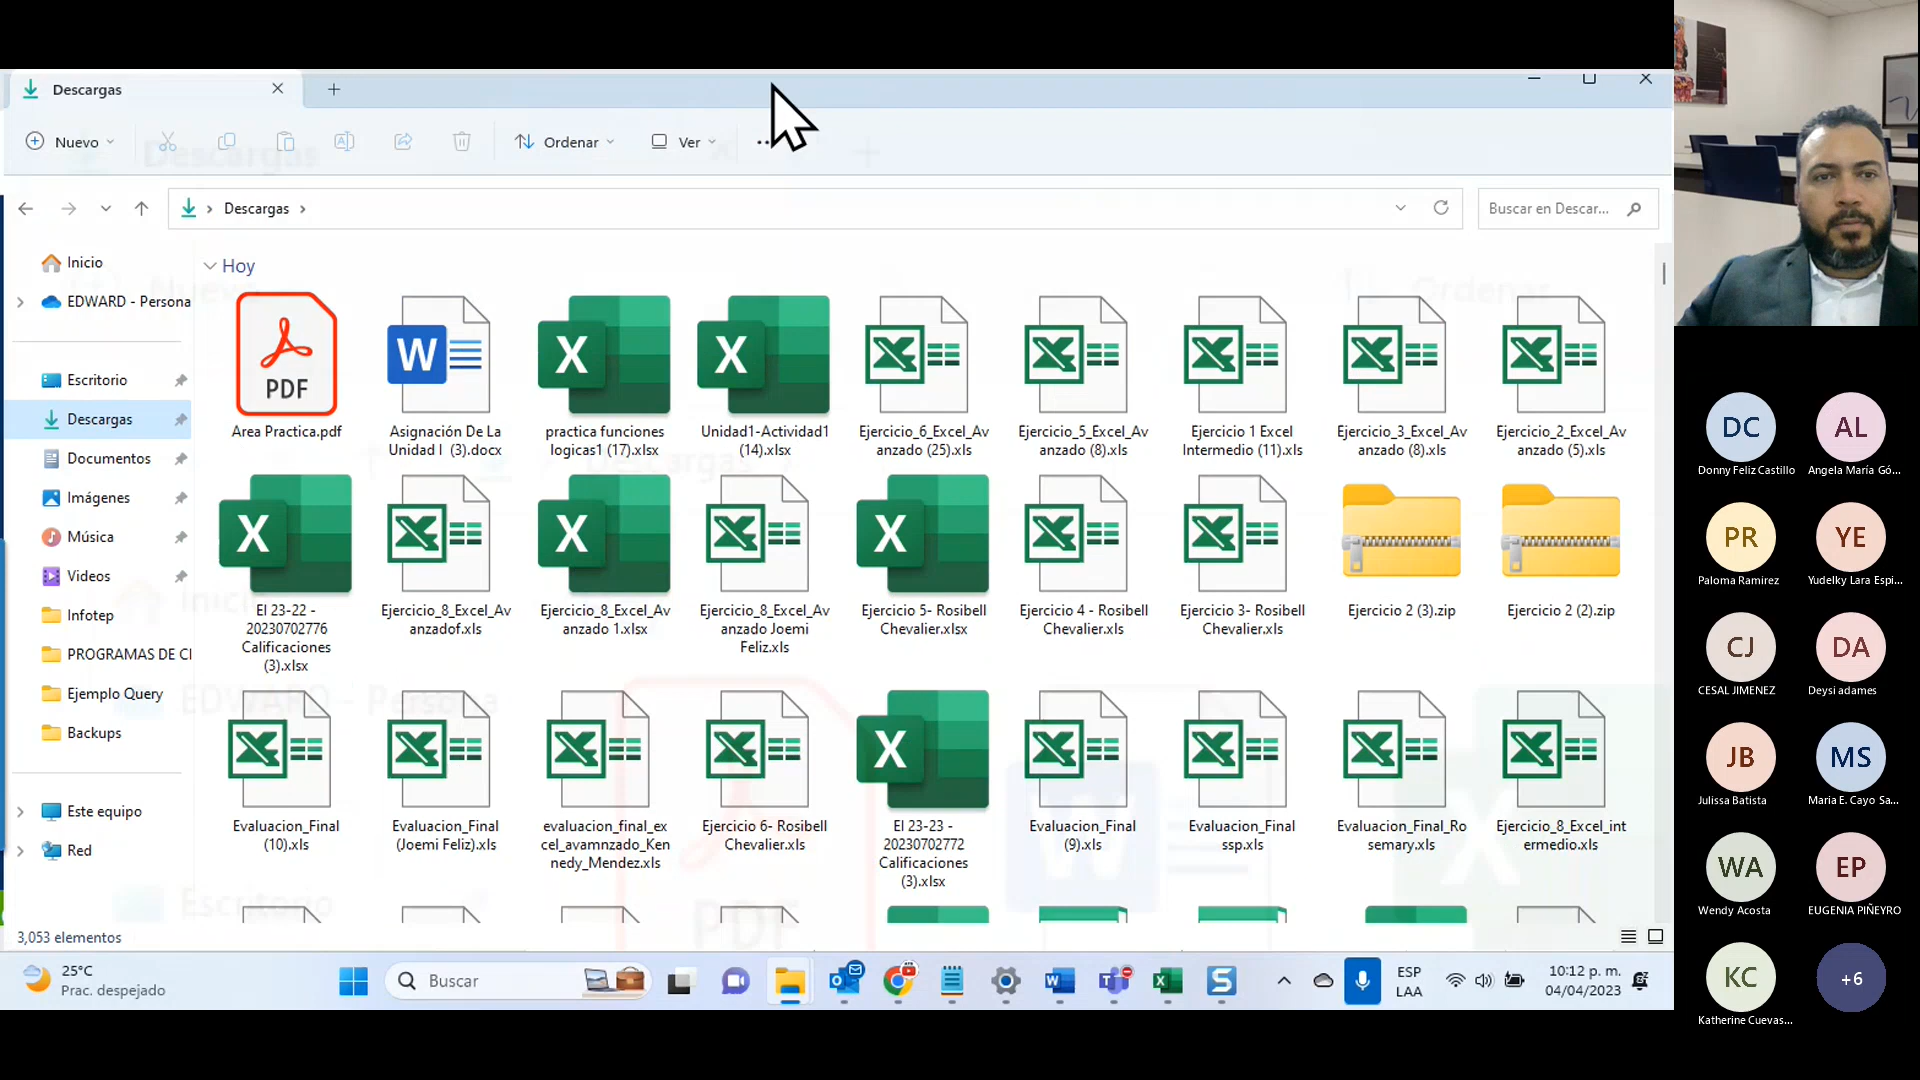 Descargas
Nuevo
Ordenar
Ver
Descargas
Buscar en Descar...
Inicio
EDWARD - Persona
Escritorio
Descargas
Documentos
Imágenes
Música
Videos
Infotep
PROGRAMAS DE CI
Ejemplo Query
Backups
Este equipo
Red
Hoy
PDF
Area Practica.pdf
Asignación De La
Unidad I (3).docx
practica funciones
logicas1 (17).xlsx
Unidad1-Actividad1
(14).xlsx
Ejercicio_6_Excel_Av
anzado (25).xls
Ejercicio_5_Excel_Av
anzado (8).xls
Ejercicio 1 Excel
Intermedio (11).xls
Ejercicio_3_Excel_Av
anzado (8).xls
Ejercicio_2_Excel_Av
anzado (5).xls
EI 23-22 -
20230702776
Calificaciones
(3).xlsx
Ejercicio_8_Excel_Av
anzadof.xls
Ejercicio_8_Excel_Av
anzado 1.xlsx
Ejercicio_8_Excel_Av
anzado Joemi
Feliz.xls
Ejercicio 5- Rosibell
Chevalier.xlsx
Ejercicio 4 - Rosibell
Chevalier.xls
Ejercicio 3- Rosibell
Chevalier.xls
Ejercicio 2 (3).zip
Ejercicio 2 (2).zip
Evaluacion_Final
(10).xls
Evaluacion_Final
(Joemi Feliz).xls
evaluacion_final_ex
cel_avamnzado_Ken
nedy_Mendez.xls
Ejercicio 6- Rosibell
Chevalier.xls
EI 23-23 -
20230702772
Calificaciones
(3).xlsx
Evaluacion_Final
(9).xls
Evaluacion_Final
ssp.xls
Evaluacion_Final_Ro
semary.xls
Ejercicio_8_Excel_int
ermedio.xls
3,053 elementos
25°C
Prac. despejado
Buscar
ESP
LAA
10:12 p. m.
04/04/2023
DC
Donny Feliz Castillo
AL
Angela María Gó...
PR
Paloma Ramirez
YE
Yudelky Lara Espi...
CJ
CESAL JIMENEZ
DA
Deysi adames
JB
Julissa Batista
MS
Maria E. Cayo Sa...
WA
Wendy Acosta
EP
EUGENIA PIÑEYRO
KC
Katherine Cuevas...
+6